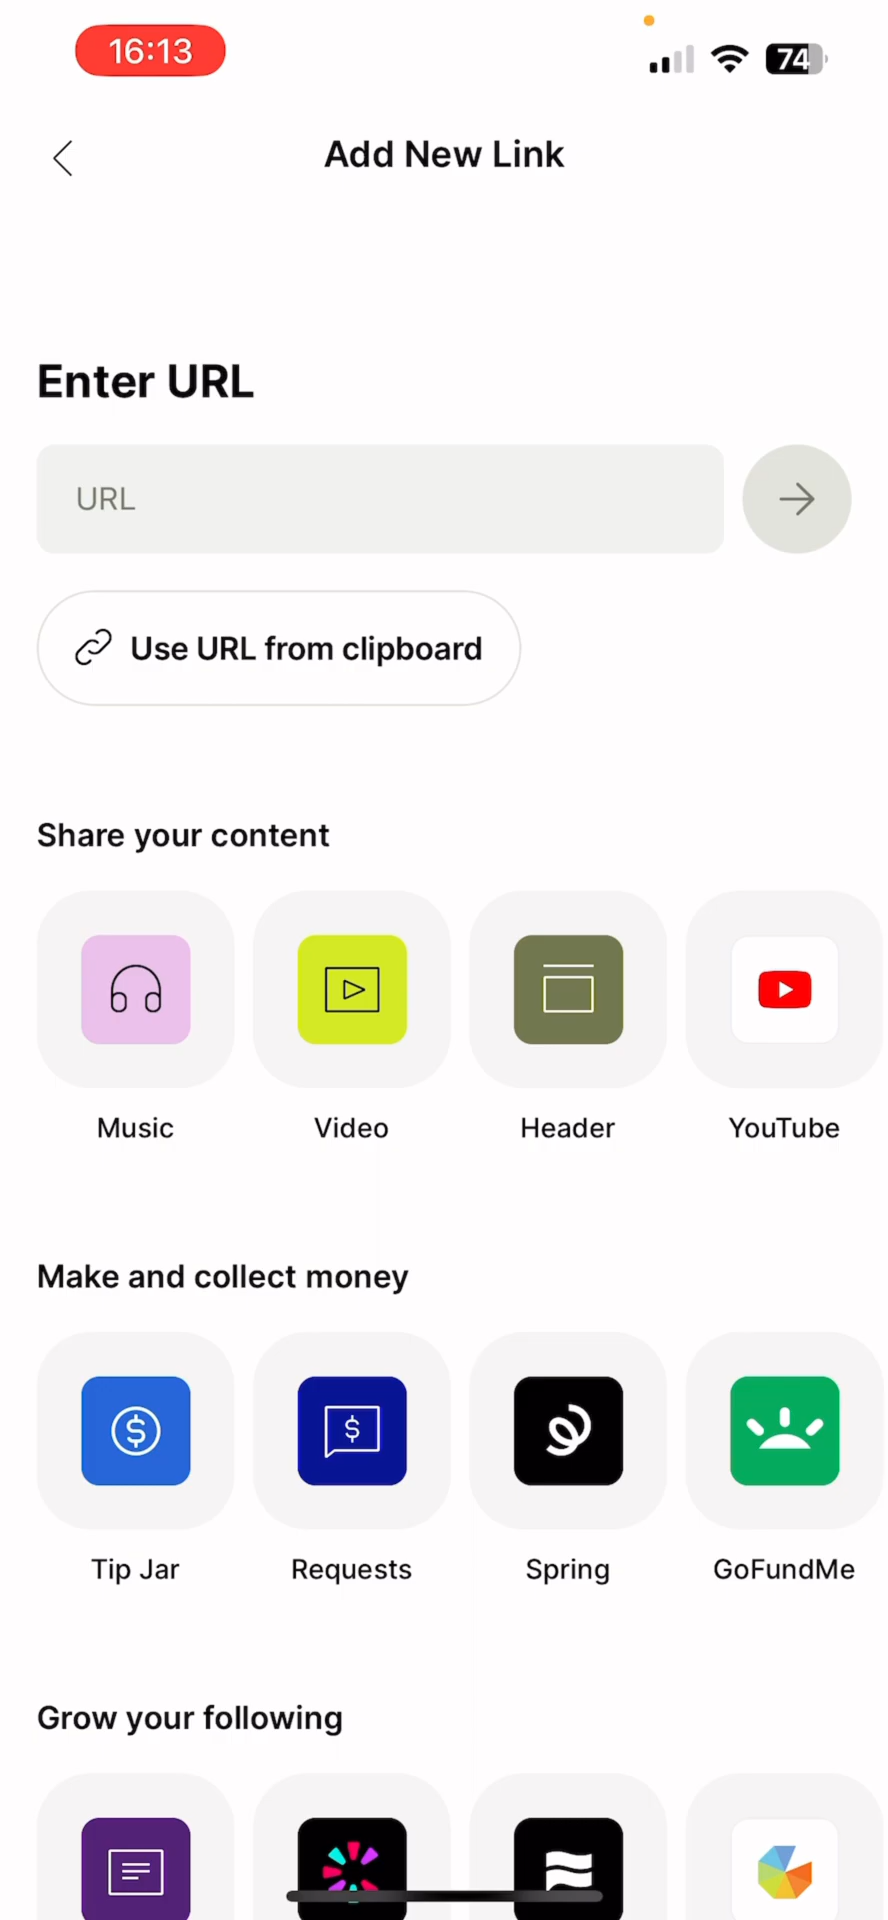 16:13
74
Add New Link
Enter URL
URL
Use URL from clipboard
Share your content
Music
Video
Header
YouTube
Make and collect money
$
$
Tip Jar
Requests
Spring
GoFundMe
Grow your following